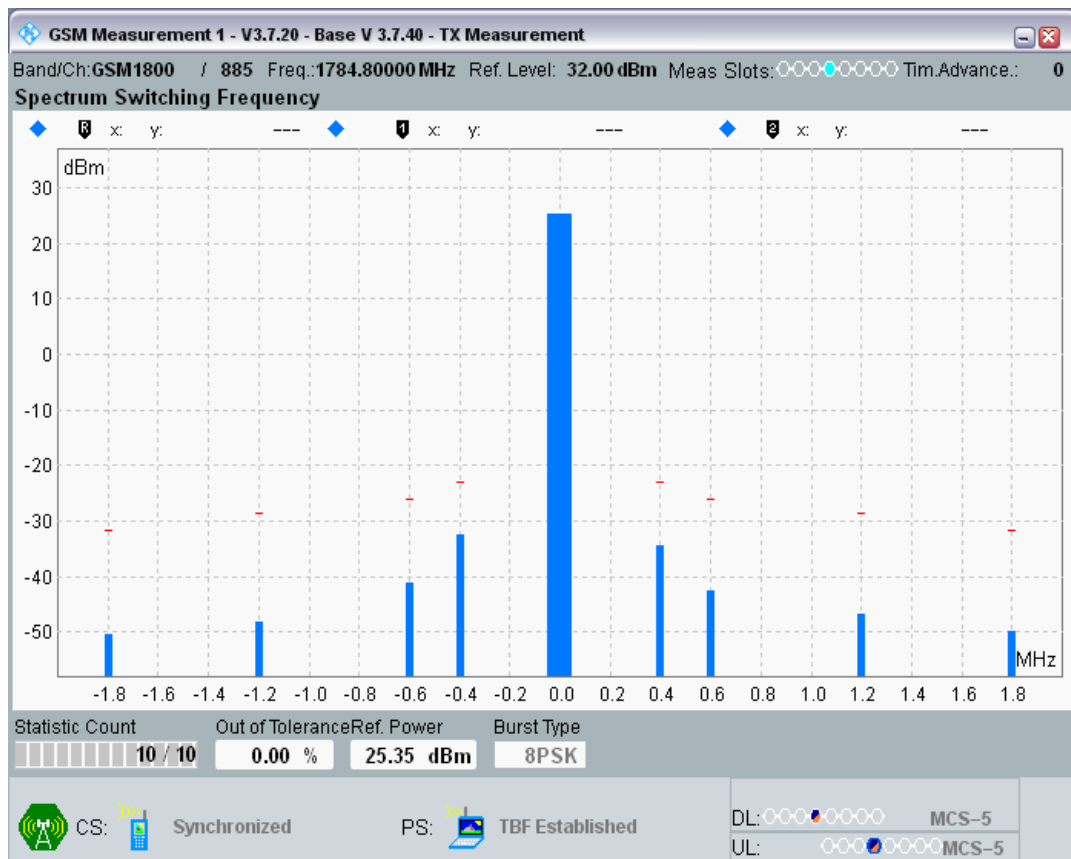 GSM Measurement 1 - V3.7.20 - Base V 3.7.40 - TX Measurement
Band/Ch:GSM1800 / 885 Freq.:1784.80000 MHz Ref. Level: 32.00 dBm Meas Slots: Tim.Advance.: 0
Spectrum Switching Frequency
R x: y: --- 1 x: y: --- 2 x: y: ---
dBm
30
20
10
0
-10
-20
-30
-40
-50
MHz
-1.8 -1.6 -1.4 -1.2 -1.0 -0.8 -0.6 -0.4 -0.2 0.0 0.2 0.4 0.6 0.8 1.0 1.2 1.4 1.6 1.8
Statistic Count Out of Tolerance Ref. Power Burst Type
10 / 10 0.00 % 25.35 dBm 8PSK
CS: Synchronized PS: TBF Established DL: MCS-5
UL: MCS-5